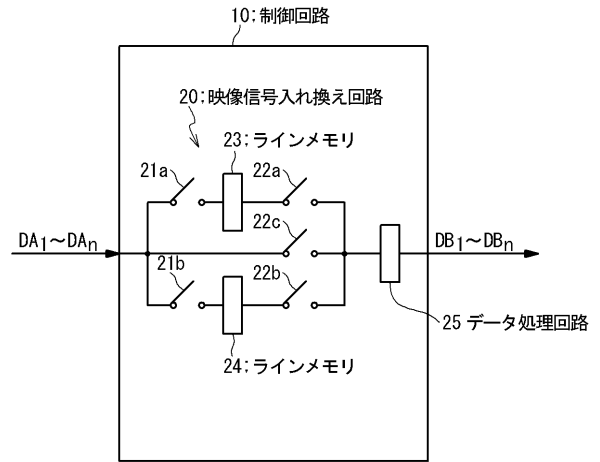 10;制御回路
20;映像信号入れ換え回路
23;ラインメモリ
21a
22a
22c
DA1～DAn
DB1～DBn
21b
22b
25 データ処理回路
24;ラインメモリ